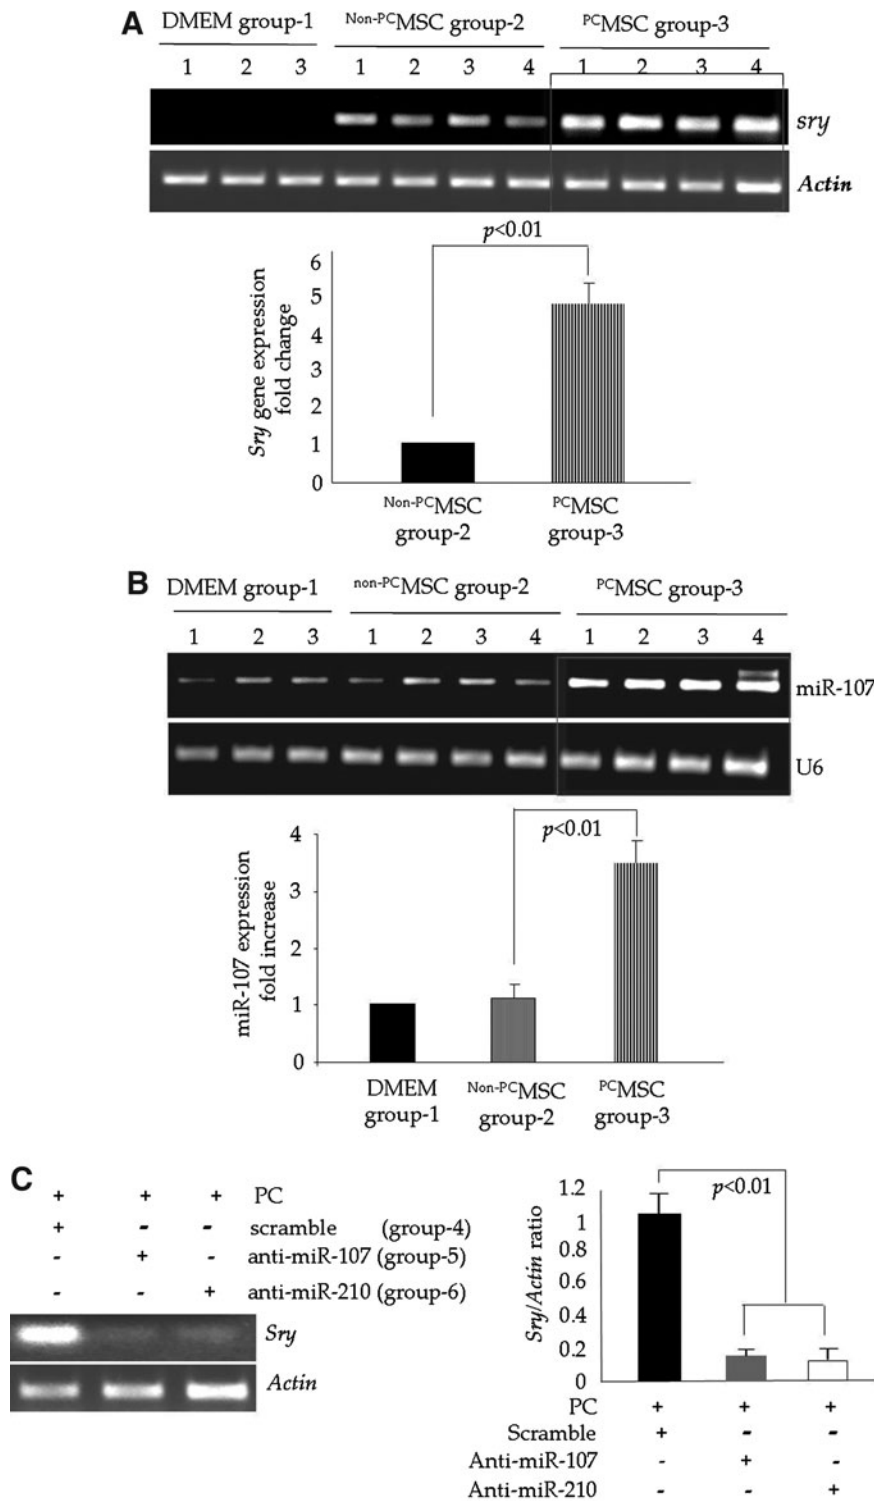 A DMEM group-1 Non-PCMSC group-2 PCMSC group-3
1 2 3 1 2 3 4 1 2 3 4
sry
Actin
p<0.01
Sry gene expression
fold change
6
5
4
3
2
1
0
Non-PCMSC PCMSC
group-2 group-3
B DMEM group-1 non-PCMSC group-2 PCMSC group-3
1 2 3 1 2 3 4 1 2 3 4
miR-107
U6
p<0.01
miR-107 expression
fold increase
4
3
2
1
0
DMEM Non-PCMSC PCMSC
group-1 group-2 group-3
C
+ + + PC
+ - - scramble (group-4)
- + - anti-miR-107 (group-5)
- - + anti-miR-210 (group-6)
Sry
Actin
p<0.01
Sry/Actin ratio
1.2
1
0.8
0.6
0.4
0.2
0
PC + + +
Scramble + - -
Anti-miR-107 - + -
Anti-miR-210 - - +